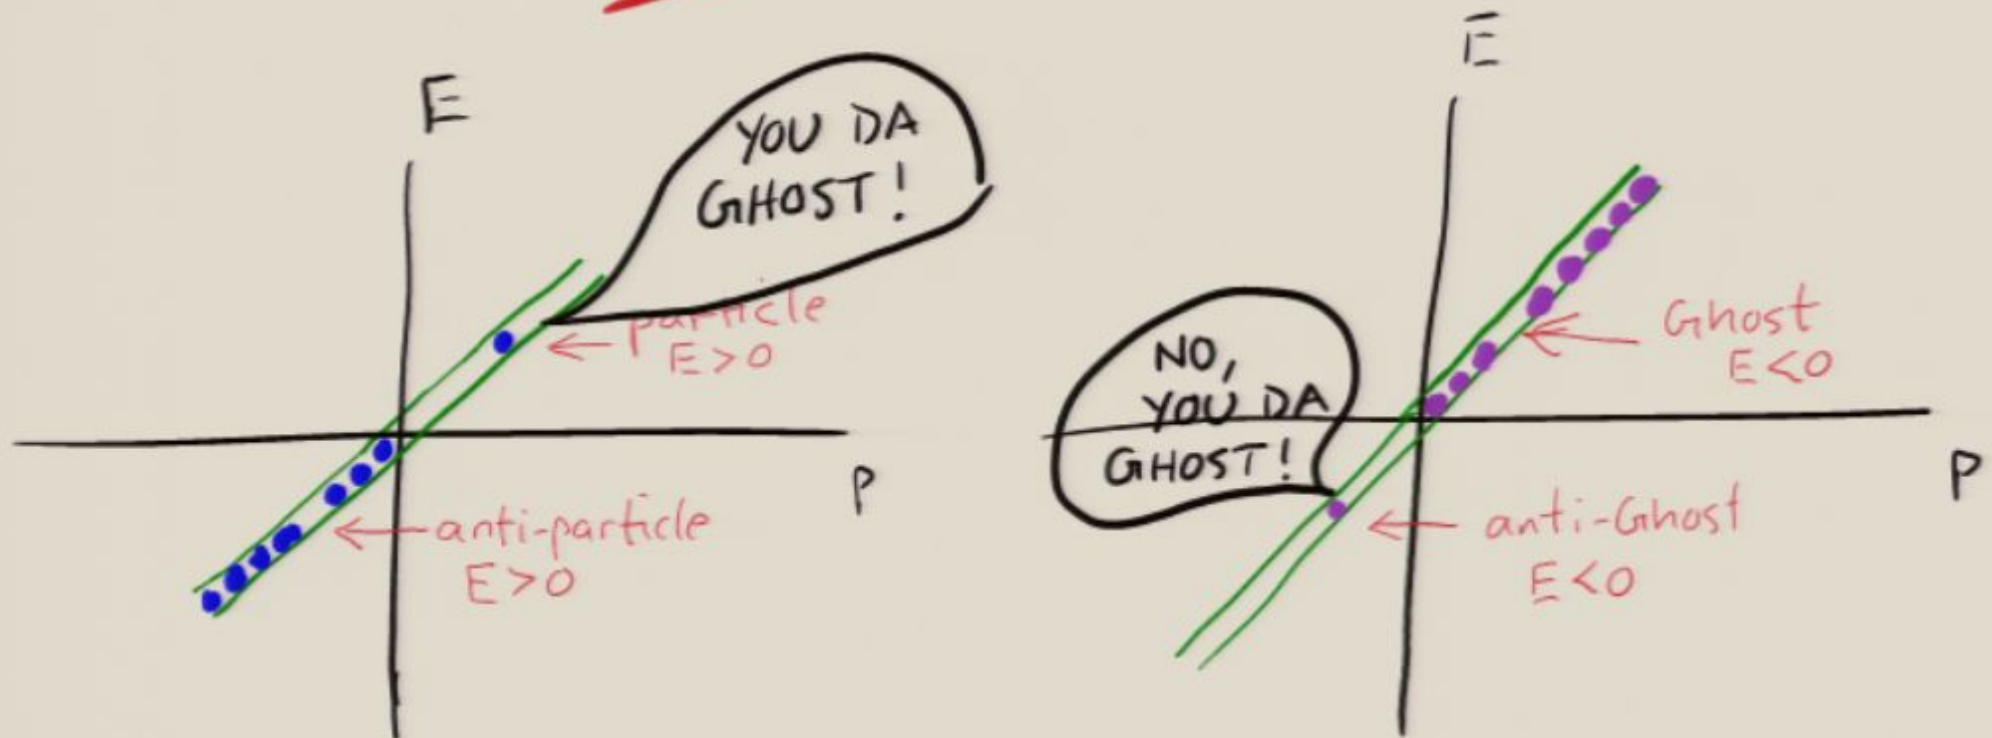 E
YOU DA
GHOST!
particle
E>0
P
anti-particle
E>0
E
Ghost
E<0
NO,
YOU DA
GHOST!
P
anti-Ghost
E<0